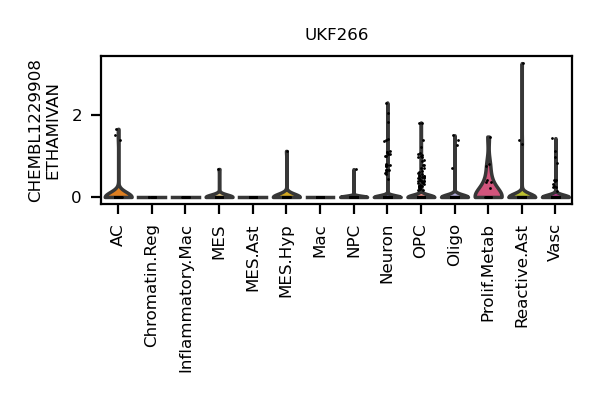 UKF266
CHEMBL1229908
ETHAMIVAN
2
0
AC
Chromatin.Reg
Inflammatory.Mac
MES
MES.Ast
MES.Hyp
Mac
NPC
Neuron
OPC
Oligo
Prolif.Metab
Reactive.Ast
Vasc